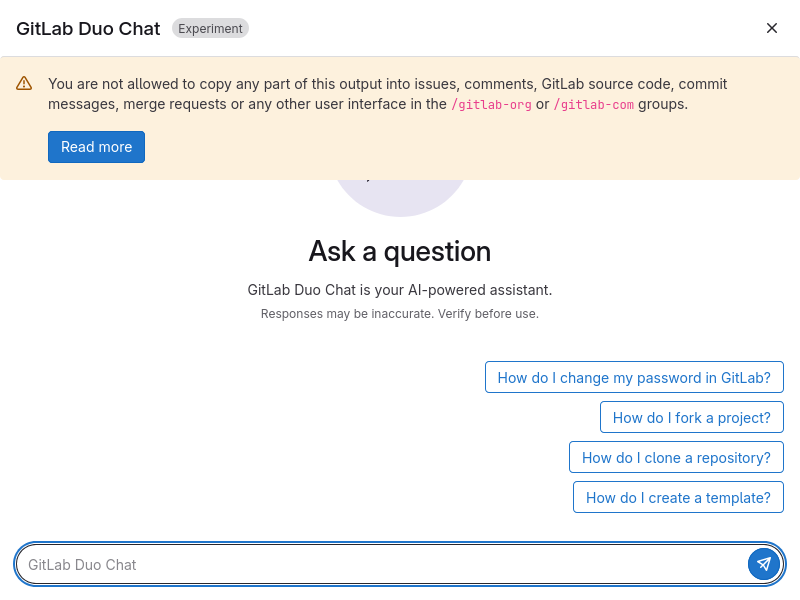 GitLab Duo Chat Experiment
You are not allowed to copy any part of this output into issues, comments, GitLab source code, commit
messages, merge requests or any other user interface in the /gitlab-org or /gitlab-com groups.
Read more
Ask a question
GitLab Duo Chat is your AI-powered assistant.
Responses may be inaccurate. Verify before use.
How do I change my password in GitLab?
How do I fork a project?
How do I clone a repository?
How do I create a template?
GitLab Duo Chat